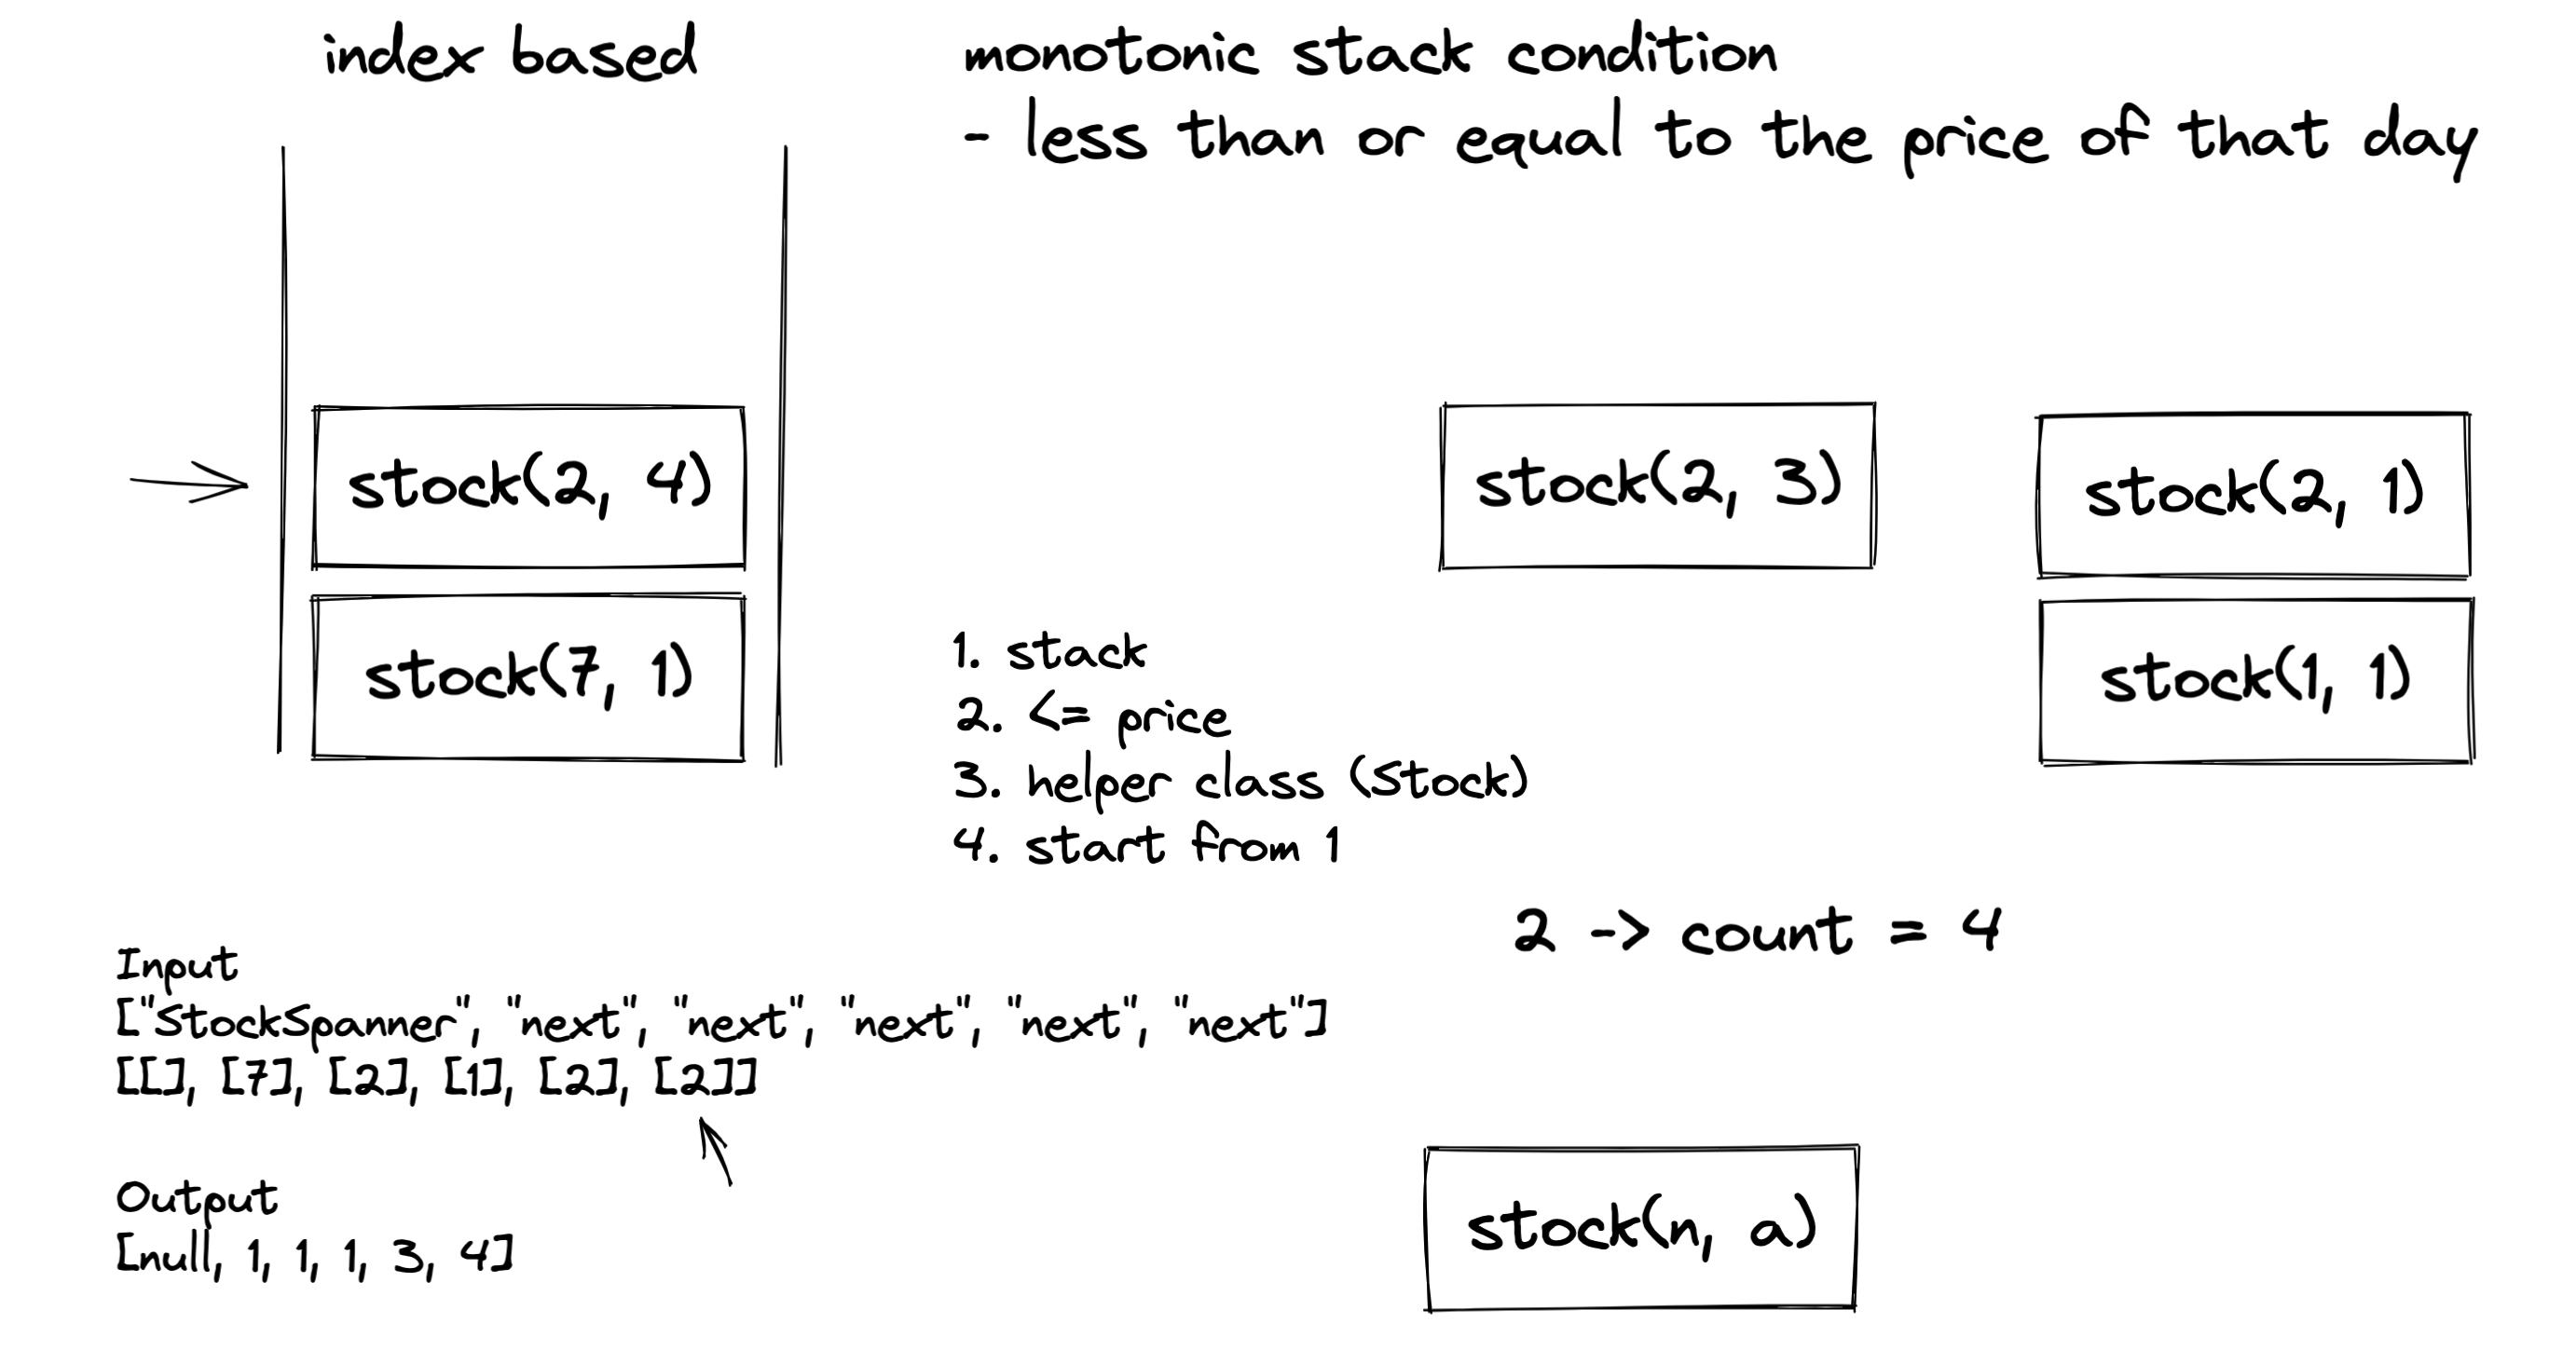 index based
monotonic stack condition
- less than or equal to the price of that day
stock(2, 4)
stock(7, 1)
stock(2, 3)
stock(2, 1)
stock(1, 1)
1. stack
2. <= price
3. helper class (Stock)
4. start from 1
2 -> count = 4
Input
["StockSpanner", "next", "next", "next", "next", "next"]
[[], [7], [2], [1], [2], [2]]
Output
[null, 1, 1, 1, 3, 4]
stock(n, a)